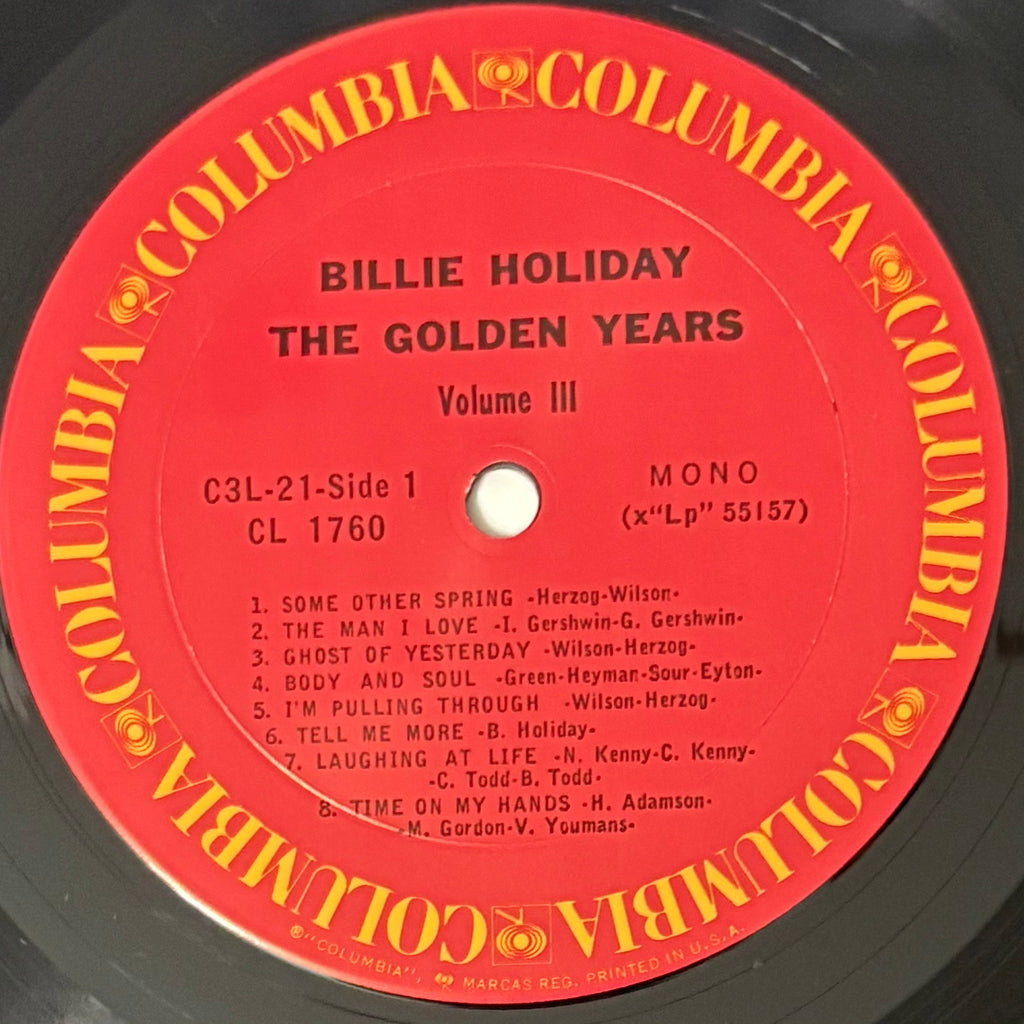 COLUMBIA COLUMBIA COLUMBIA COLUMBIA COLUMBIA COLUMBIA COLUMBIA COLUMBIA
BILLIE HOLIDAY
THE GOLDEN YEARS
Volume III
C3L-21-Side 1
CL 1760
MONO
(x“Lp” 55157)
1. SOME OTHER SPRING -Herzog-Wilson-
2. THE MAN I LOVE -I. Gershwin-G. Gershwin-
3. GHOST OF YESTERDAY -Wilson-Herzog-
4. BODY AND SOUL -Green-Heyman-Sour-Eyton-
5. I'M PULLING THROUGH -Wilson-Herzog-
6. TELL ME MORE -B. Holiday-
7. LAUGHING AT LIFE -N. Kenny-C. Kenny-
-C. Todd-B. Todd-
8. TIME ON MY HANDS -H. Adamson-
-M. Gordon-V. Youmans-
®“COLUMBIA”, MARCAS REG. PRINTED IN U.S.A.